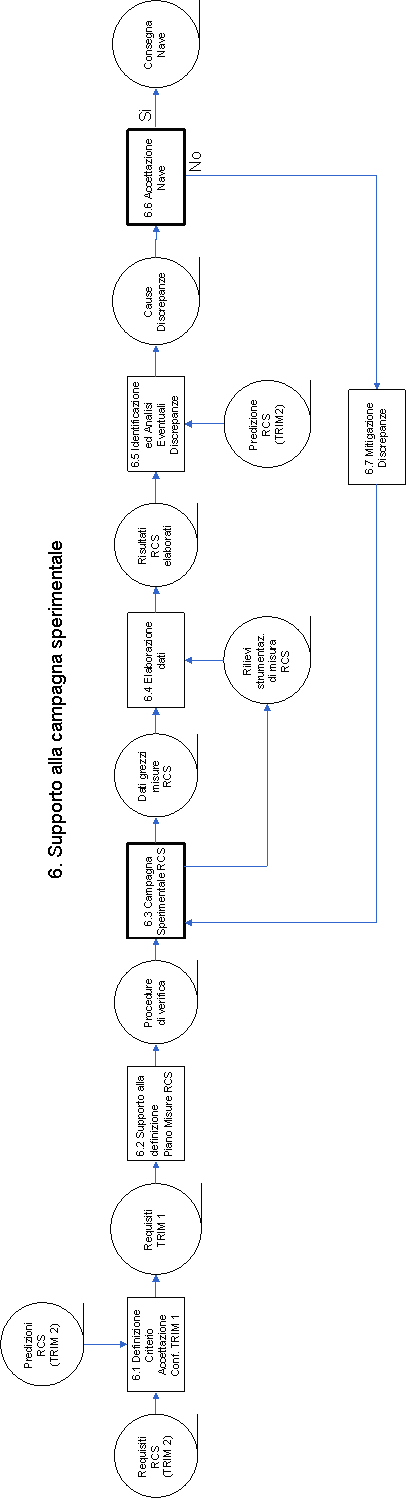 6. Supporto alla campagna sperimentale
Predizioni
RCS
(TRIM 2)
Requisiti
RCS
(TRIM 2)
6.1 Definizione
Criterio
Accettazione
Conf. TRIM 1
Requisiti
TRIM 1
6.2 Supporto alla
definizione
Piano Misure RCS
Procedure
di verifica
6.3 Campagna
Sperimentale RCS
Dati grezzi
misure
RCS
Rilievi
strumentaz.
di misura
RCS
6.4 Elaborazione
dati
Risultati
RCS
elaborati
Predizione
RCS
(TRIM2)
6.5 Identificazione
ed Analisi
Eventuali
Discrepanze
Cause
Discrepanze
6.6 Accettazione
Nave
Si
No
Consegna
Nave
6.7 Mitigazione
Discrepanze